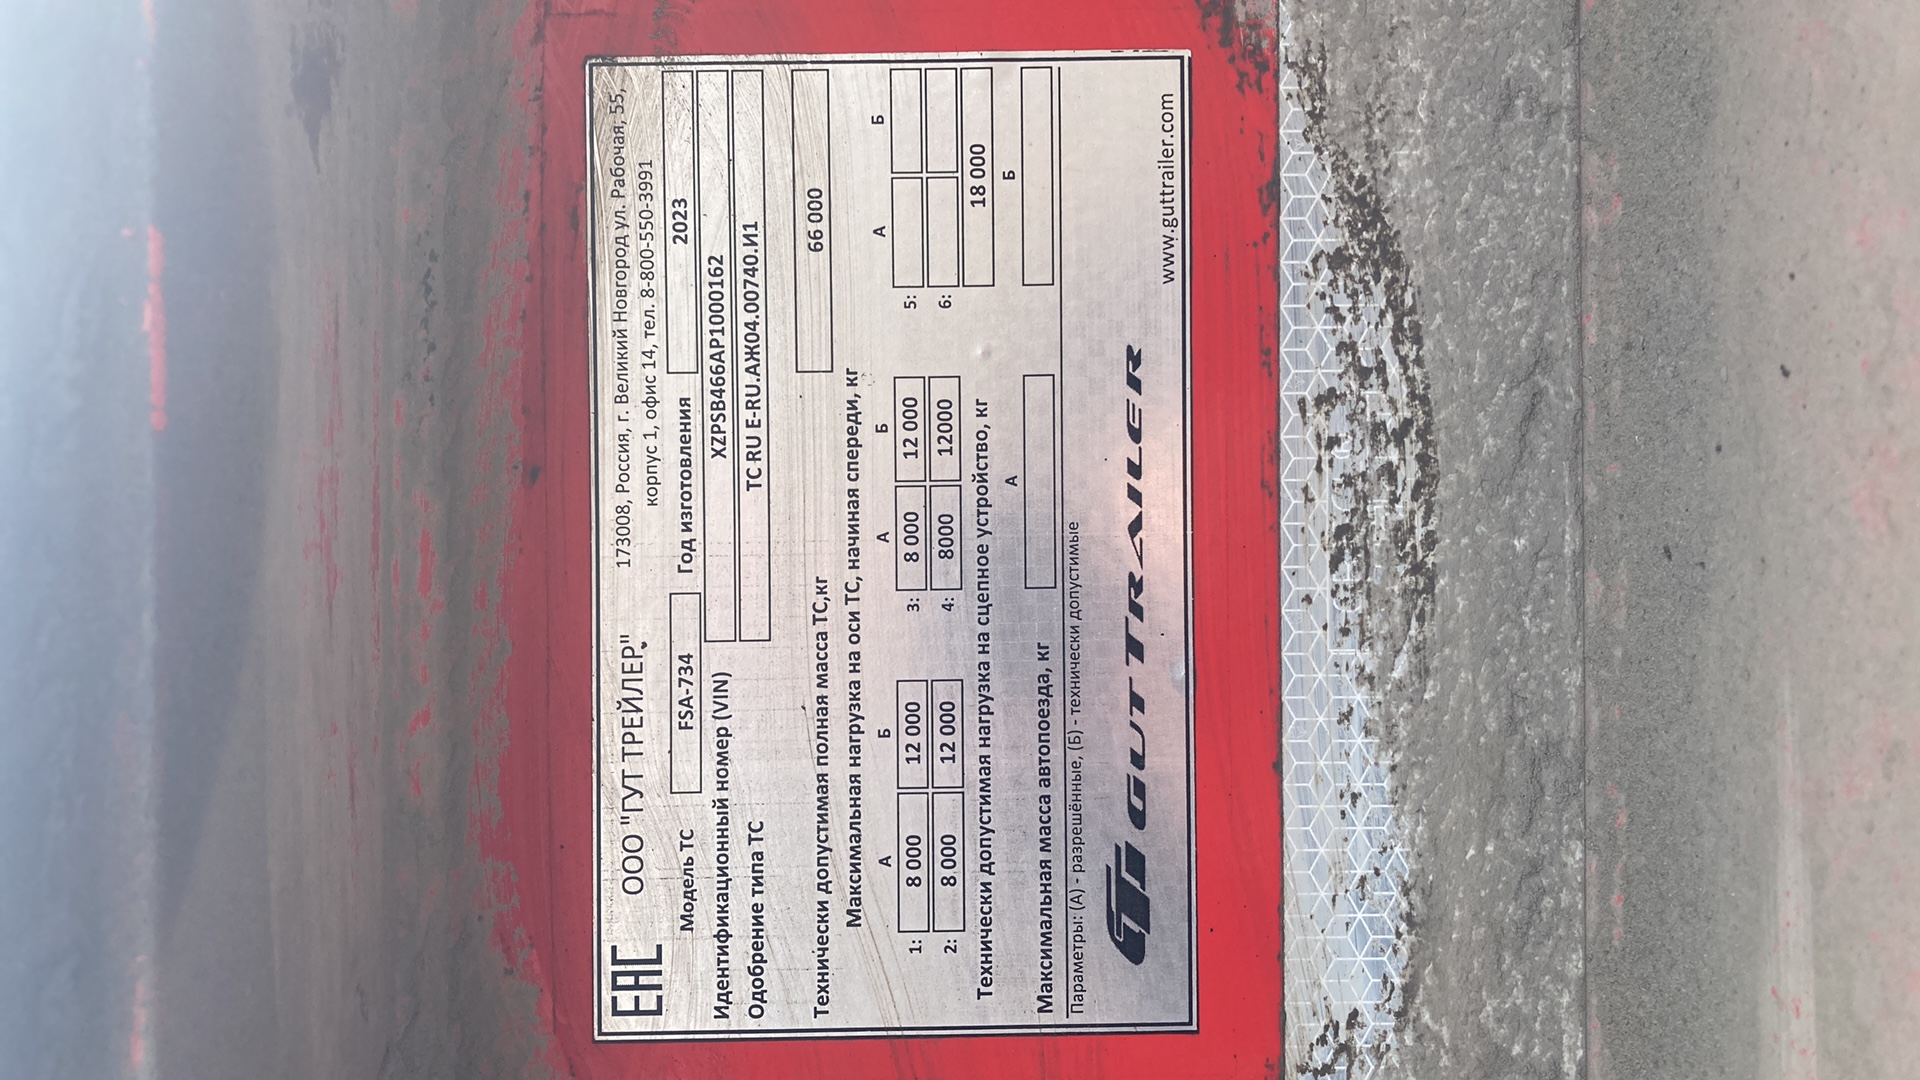 ЕАС ООО "ГУТ ТРЕЙЛЕР" 173008, Россия, г. Великий Новгород ул. Рабочая, 55,
корпус 1, офис 14, тел. 8-800-550-3991
Модель ТС FSA-734 Год изготовления 2023
Идентификационный номер (VIN) XZPSB466AP1000162
Одобрение типа ТС ТС RU Е-RU.АЖ04.00740.И1
Технически допустимая полная масса ТС,кг 66 000
Максимальная нагрузка на оси ТС, начиная спереди, кг
А Б А Б А Б
1: 8 000 12 000 3: 8 000 12 000 5:
2: 8 000 12 000 4: 8000 12000 6:
Технически допустимая нагрузка на сцепное устройство, кг 18 000
А Б
Максимальная масса автопоезда, кг
Параметры: (А) - разрешённые, (Б) - технически допустимые
GUT TRAILER
www.guttrailer.com